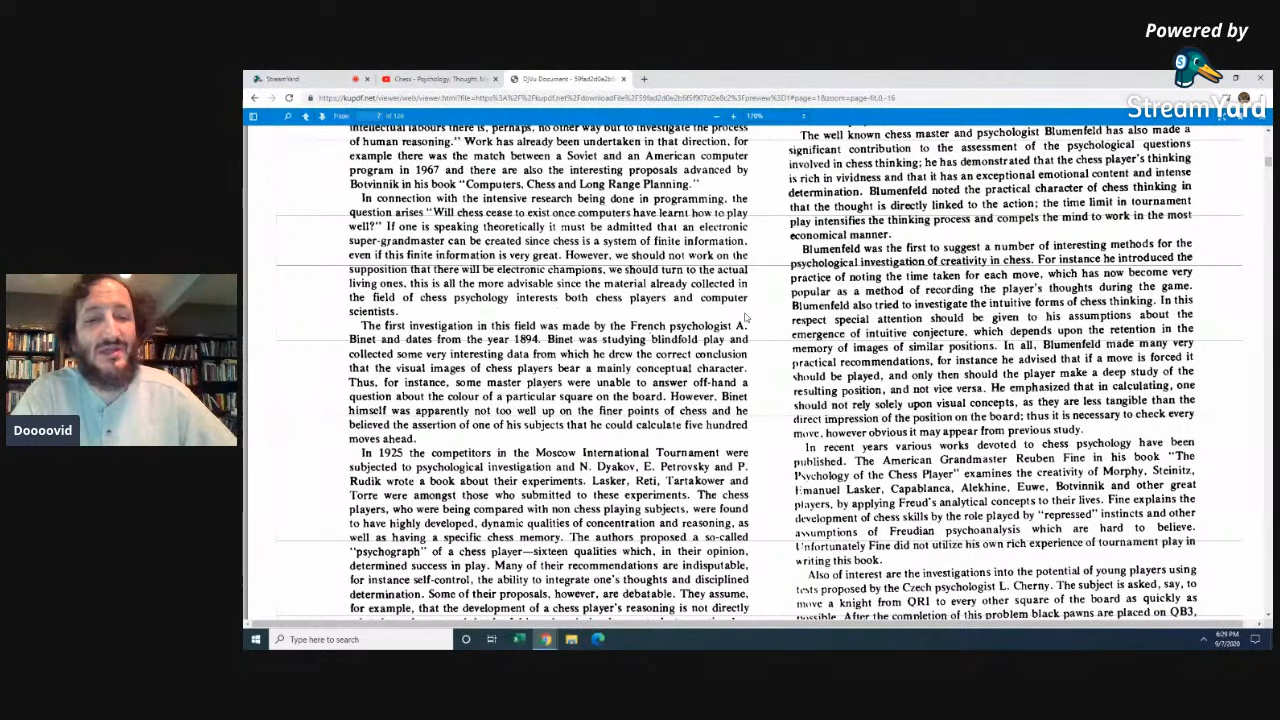 Powered by
StreamYard
StreamYard
Chess - Psychology, Thought, M
DjVu Document - 59fad2d0e2b6
Page
7 of 126
170%
intellectual labours there is, perhaps, no other way but to investigate the process
of human reasoning." Work has already been undertaken in that direction, for
example there was the match between a Soviet and an American computer
program in 1967 and there are also the interesting proposals advanced by
Botvinnik in his book "Computers, Chess and Long Range Planning."
In connection with the intensive research being done in programming, the
question arises "Will chess cease to exist once computers have learnt how to play
well?" If one is speaking theoretically it must be admitted that an electronic
super-grandmaster can be created since chess is a system of finite information,
even if this finite information is very great. However, we should not work on the
supposition that there will be electronic champions, we should turn to the actual
living ones, this is all the more advisable since the material already collected in
the field of chess psychology interests both chess players and computer
scientists.
The first investigation in this field was made by the French psychologist A.
Binet and dates from the year 1894. Binet was studying blindfold play and
collected some very interesting data from which he drew the correct conclusion
that the visual images of chess players bear a mainly conceptual character.
Thus, for instance, some master players were unable to answer off-hand a
question about the colour of a particular square on the board. However, Binet
himself was apparently not too well up on the finer points of chess and he
believed the assertion of one of his subjects that he could calculate five hundred
moves ahead.
In 1925 the competitors in the Moscow International Tournament were
subjected to psychological investigation and N. Dyakov, E. Petrovsky and P.
Rudik wrote a book about their experiments. Lasker, Reti, Tartakower and
Torre were amongst those who submitted to these experiments. The chess
players, who were being compared with non chess playing subjects, were found
to have highly developed, dynamic qualities of concentration and reasoning, as
well as having a specific chess memory. The authors proposed a so-called
"psychograph" of a chess player—sixteen qualities which, in their opinion,
determined success in play. Many of their recommendations are indisputable,
for instance self-control, the ability to integrate one's thoughts and disciplined
determination. Some of their proposals, however, are debatable. They assume,
for example, that the development of a chess player's reasoning is not directly
The well known chess master and psychologist Blumenfeld has also made a
significant contribution to the assessment of the psychological questions
involved in chess thinking; he has demonstrated that the chess player's thinking
is rich in vividness and that it has an exceptional emotional content and intense
determination. Blumenfeld noted the practical character of chess thinking in
that the thought is directly linked to the action; the time limit in tournament
play intensifies the thinking process and compels the mind to work in the most
economical manner.
Blumenfeld was the first to suggest a number of interesting methods for the
psychological investigation of creativity in chess. For instance he introduced the
practice of noting the time taken for each move, which has now become very
popular as a method of recording the player's thoughts during the game.
Blumenfeld also tried to investigate the intuitive forms of chess thinking. In this
respect special attention should be given to his assumptions about the
emergence of intuitive conjecture, which depends upon the retention in the
memory of images of similar positions. In all, Blumenfeld made many very
practical recommendations, for instance he advised that if a move is forced it
should be played, and only then should the player make a deep study of the
resulting position, and not vice versa. He emphasized that in calculating, one
should not rely solely upon visual concepts, as they are less tangible than the
direct impression of the position on the board; thus it is necessary to check every
move, however obvious it may appear from previous study.
In recent years various works devoted to chess psychology have been
published. The American Grandmaster Reuben Fine in his book "The
Psychology of the Chess Player" examines the creativity of Morphy, Steinitz,
Emanuel Lasker, Capablanca, Alekhine, Euwe, Botvinnik and other great
players, by applying Freud's analytical concepts to their lives. Fine explains the
development of chess skills by the role played by "repressed" instincts and other
assumptions of Freudian psychoanalysis which are hard to believe.
Unfortunately Fine did not utilize his own rich experience of tournament play in
writing this book.
Also of interest are the investigations into the potential of young players using
tests proposed by the Czech psychologist L. Cherny. The subject is asked, say, to
move a knight from QR1 to every other square of the board as quickly as
possible. After the completion of this problem black pawns are placed on QB3,
Doooovid
Type here to search
6:29 PM
9/7/2020